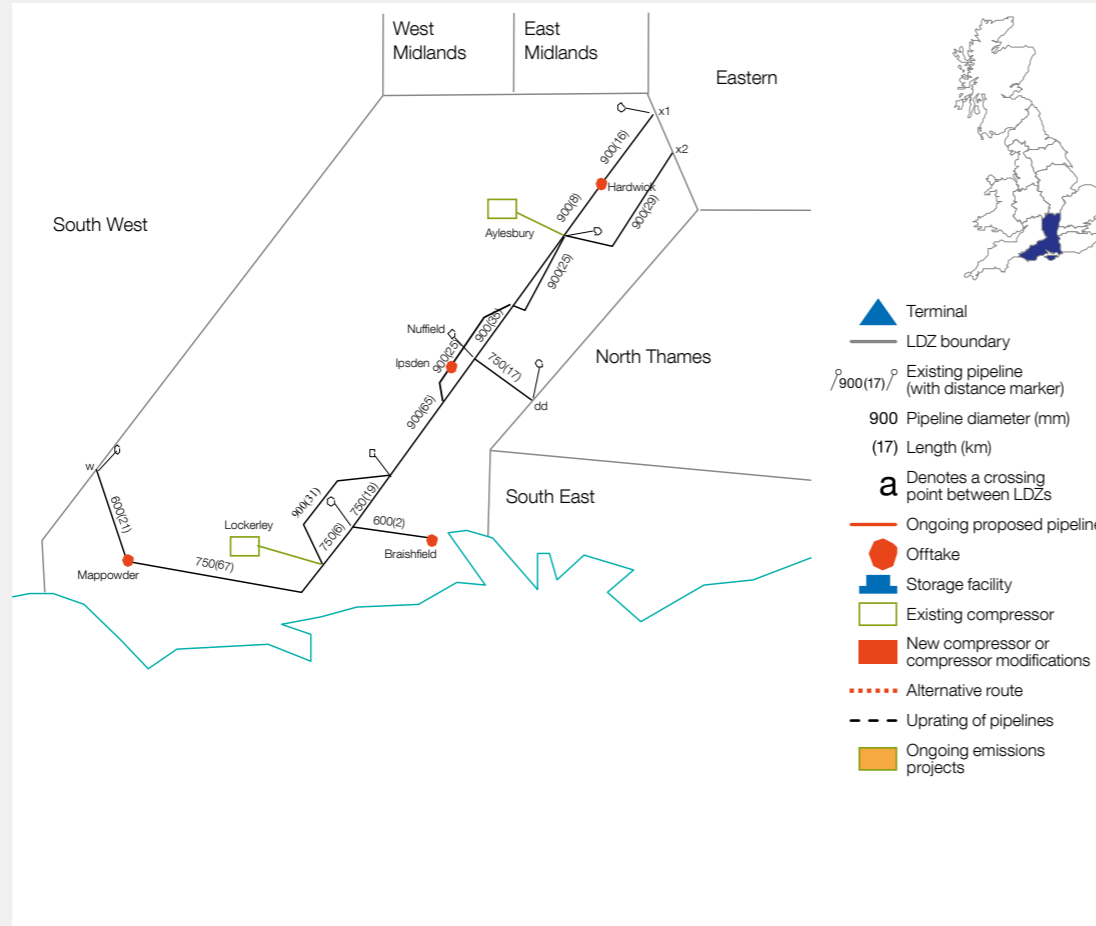 West
Midlands
East
Midlands
Eastern
x1
900(16)
x2
Hardwick
900(8)
900(29)
South West
Aylesbury
900(25)
Nuffield
900(35)
Ipsden
900(25)
750(17)
North Thames
900(65)
dd
w
600(21)
900(31)
750(19)
South East
Lockerley
750(6)
600(2)
Braishfield
Mappowder
750(67)
Terminal
LDZ boundary
900(17)
Existing pipeline
(with distance marker)
900 Pipeline diameter (mm)
(17) Length (km)
a Denotes a crossing
point between LDZs
Ongoing proposed pipeline
Offtake
Storage facility
Existing compressor
New compressor or
compressor modifications
Alternative route
Uprating of pipelines
Ongoing emissions
projects